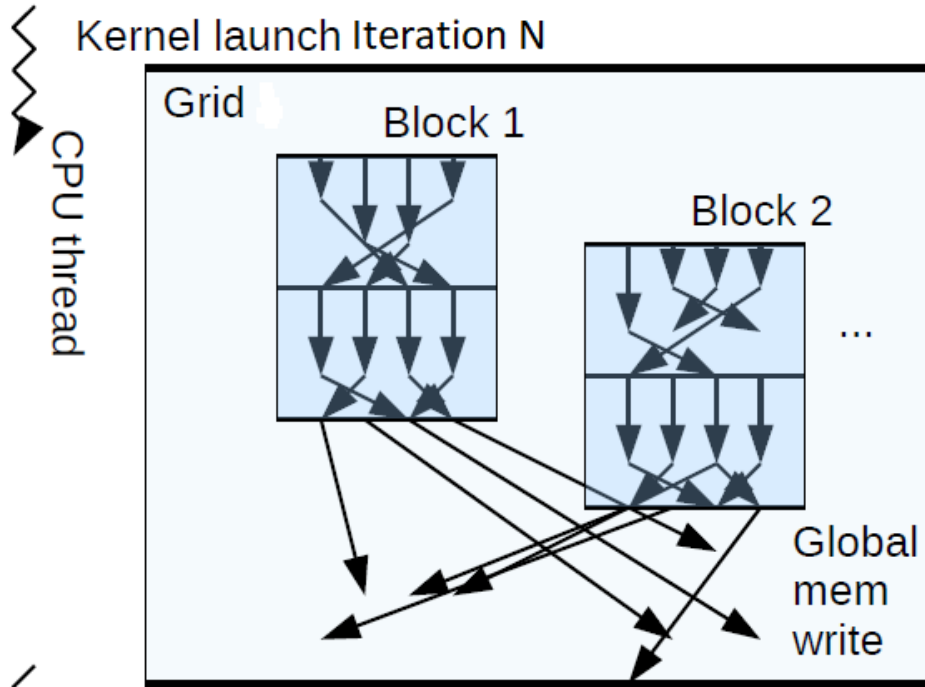 Kernel launch Iteration N
Grid
Block 1
CPU thread
Block 2
...
Global
mem
write